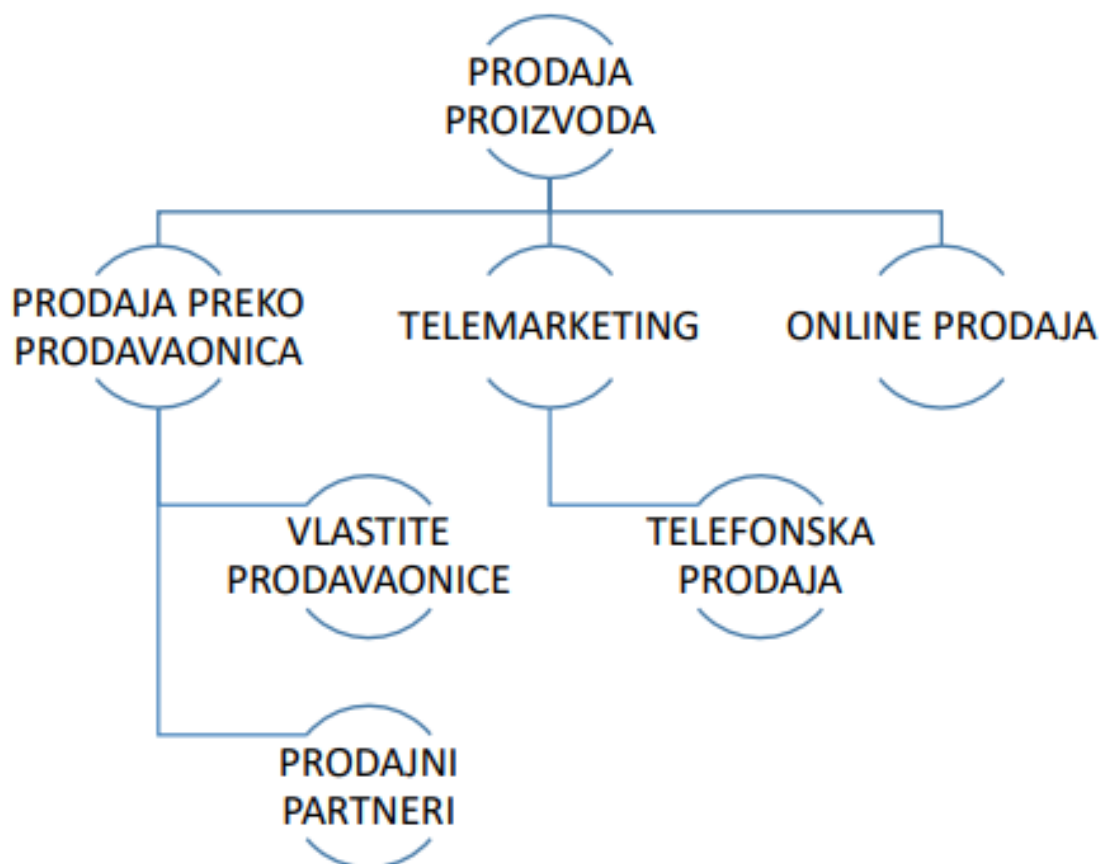 PRODAJA
PROIZVODA
PRODAJA PREKO
PRODAVAONICA
TELEMARKETING
ONLINE PRODAJA
VLASTITE
PRODAVAONICE
TELEFONSKA
PRODAJA
PRODAJNI
PARTNERI